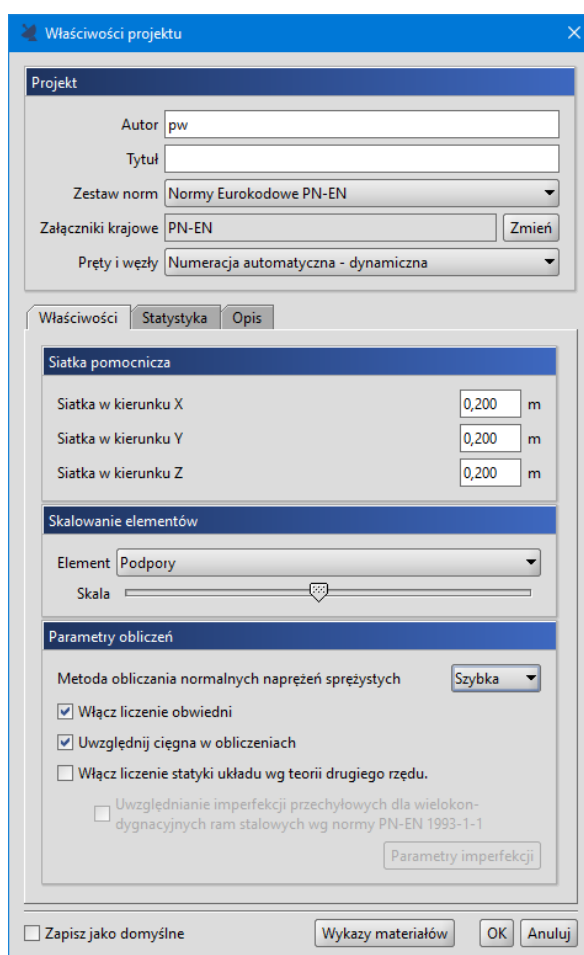 Właściwości projektu
Projekt
Autor pw
Tytuł
Zestaw norm Normy Eurokodowe PN-EN
Załączniki krajowe PN-EN Zmień
Pręty i węzły Numeracja automatyczna - dynamiczna
Właściwości Statystyka Opis
Siatka pomocnicza
Siatka w kierunku X 0,200 m
Siatka w kierunku Y 0,200 m
Siatka w kierunku Z 0,200 m
Skalowanie elementów
Element Podpory
Skala
Parametry obliczeń
Metoda obliczania normalnych naprężeń sprężystych Szybka
Włącz liczenie obwiedni
Uwzględnij cięgna w obliczeniach
Włącz liczenie statyki układu wg teorii drugiego rzędu.
Uwzględnianie imperfekcji przechyłowych dla wielokon-
dygnacyjnych ram stalowych wg normy PN-EN 1993-1-1
Parametry imperfekcji
Zapisz jako domyślne Wykazy materiałów OK Anuluj